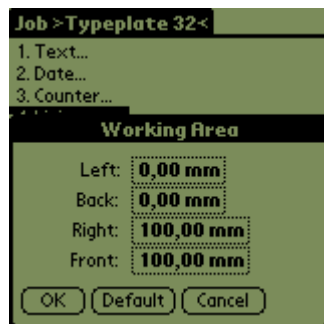 Job >Typeplate 32<
1. Text...
2. Date...
3. Counter...
Working Area
Left: 0,00 mm
Back: 0,00 mm
Right: 100,00 mm
Front: 100,00 mm
OK Default Cancel